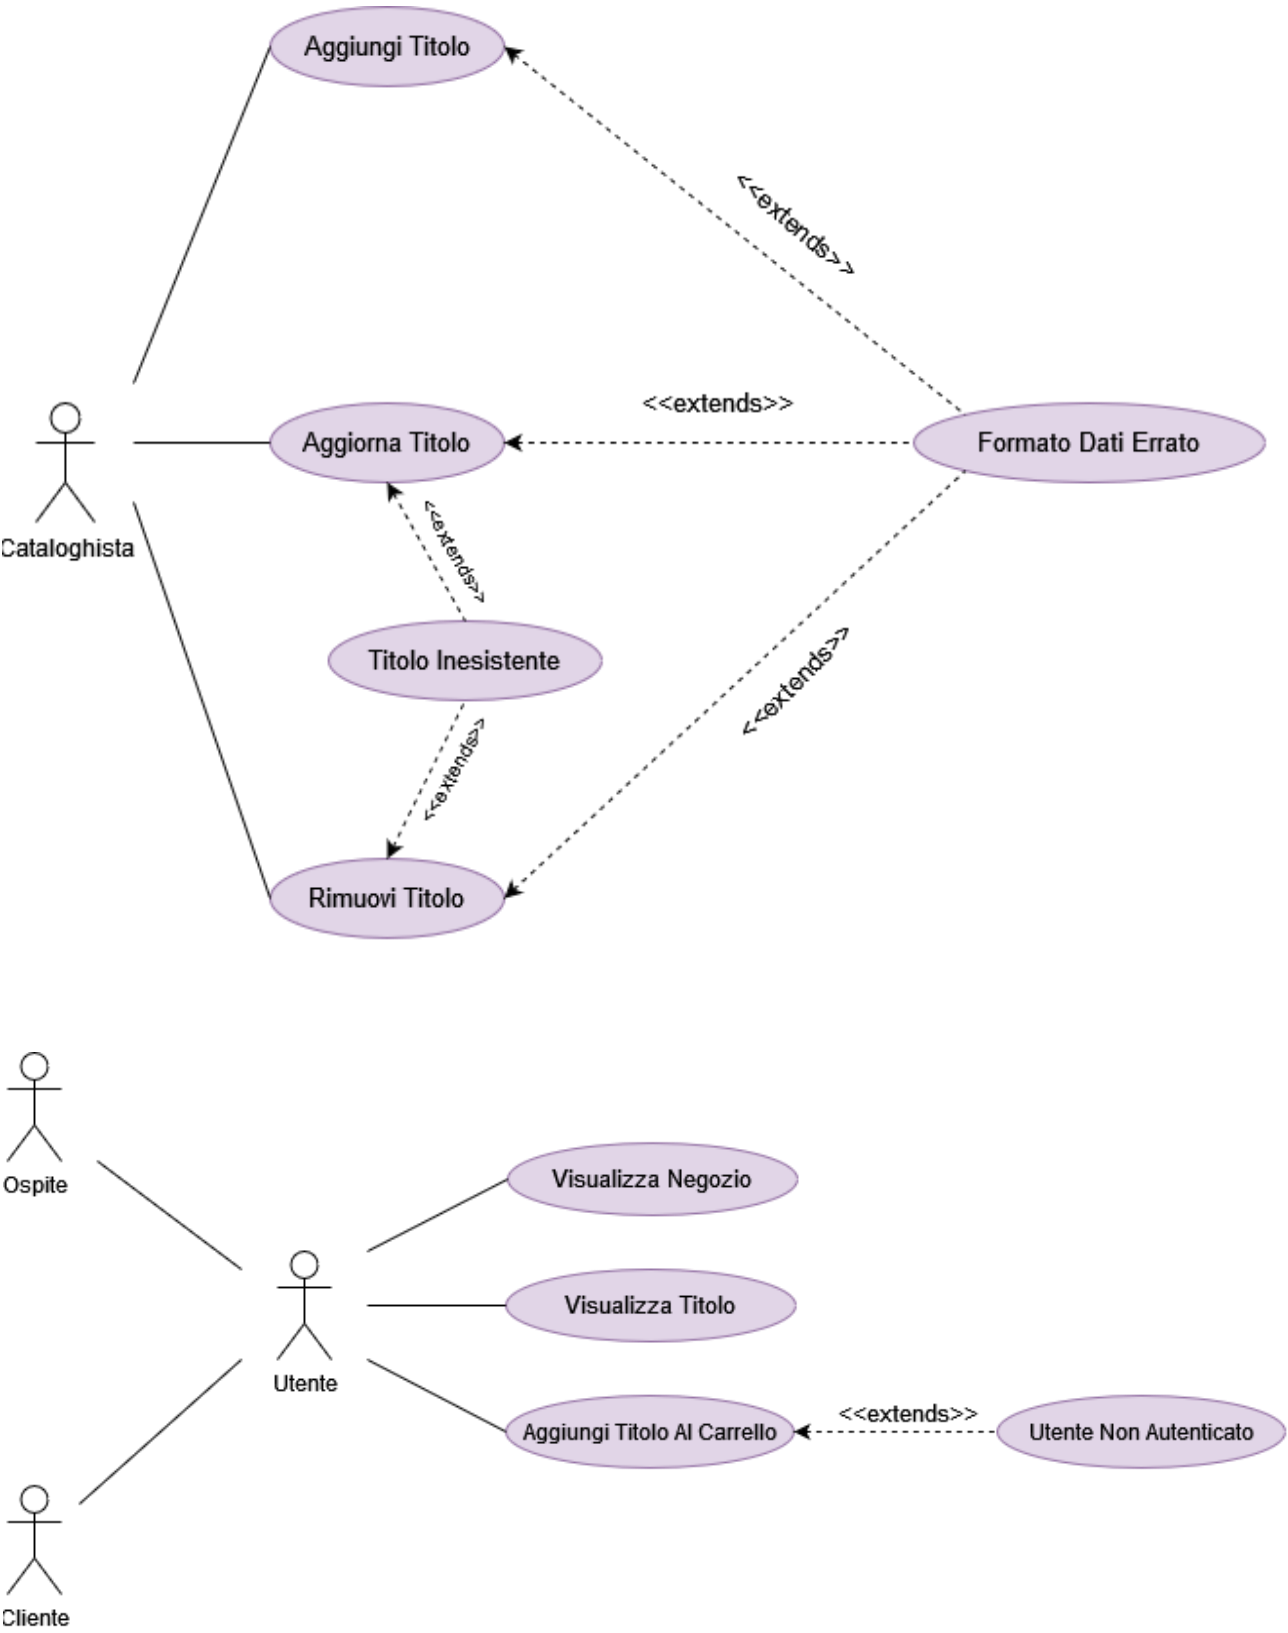 Aggiungi Titolo
<<extends>>
<<extends>>
Aggiorna Titolo
Formato Dati Errato
<<extends>>
Cataloghista
Titolo Inesistente
<<extends>>
<<extends>>
Rimuovi Titolo
Ospite
Visualizza Negozio
Visualizza Titolo
Utente
<<extends>>
Aggiungi Titolo Al Carrello
Utente Non Autenticato
Cliente